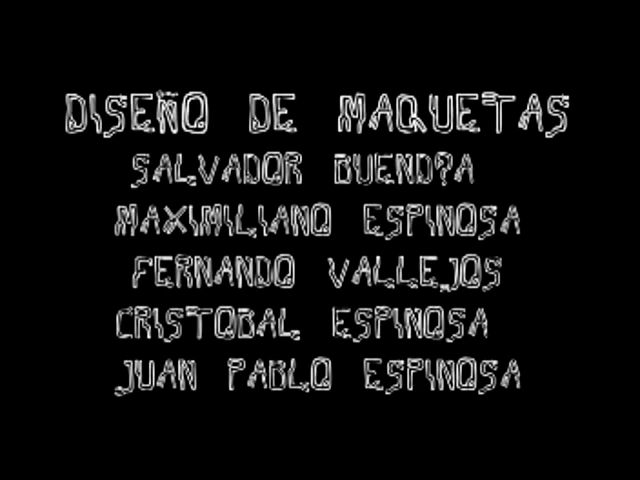 DISEÑO DE MAQUETAS
SALVADOR BUEND?A
MAXIMILIANO ESPINOSA
FERNANDO VALLEJOS
CRISTOBAL ESPINOSA
JUAN PABLO ESPINOSA